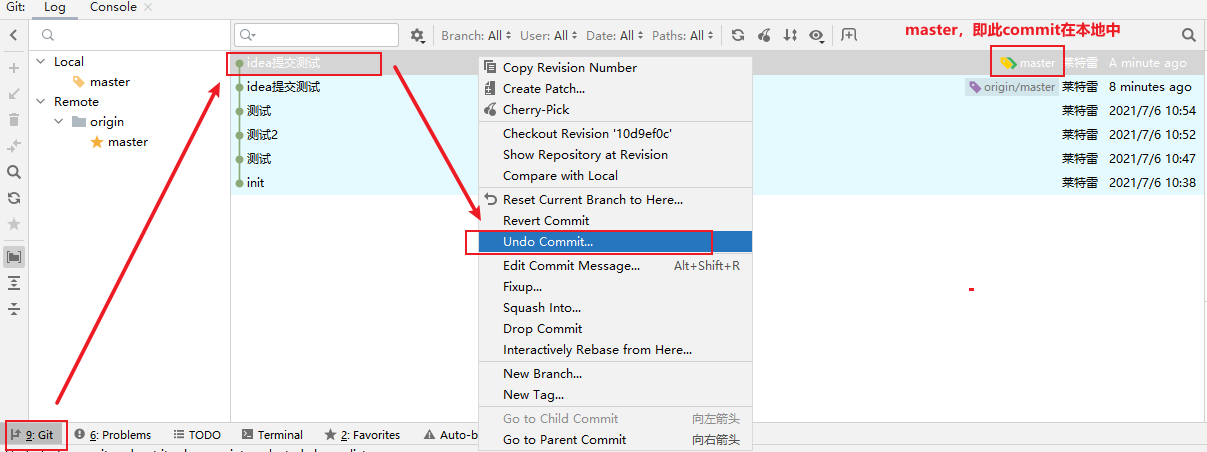 Git: Log Console
master，即此commit在本地中
Branch: All User: All Date: All Paths: All
Local
master
Remote
origin
master
idea提交测试 master 莱特雷 A minute ago
idea提交测试 origin/master 莱特雷 8 minutes ago
测试 莱特雷 2021/7/6 10:54
测试2 莱特雷 2021/7/6 10:52
测试 莱特雷 2021/7/6 10:47
init 莱特雷 2021/7/6 10:38
Copy Revision Number
Create Patch...
Cherry-Pick
Checkout Revision '10d9ef0c'
Show Repository at Revision
Compare with Local
Reset Current Branch to Here...
Revert Commit
Undo Commit...
Edit Commit Message... Alt+Shift+R
Fixup...
Squash Into...
Drop Commit
Interactively Rebase from Here...
New Branch...
New Tag...
Go to Child Commit 向左箭头
Go to Parent Commit 向右箭头
9: Git 6: Problems TODO Terminal 2: Favorites Auto-b